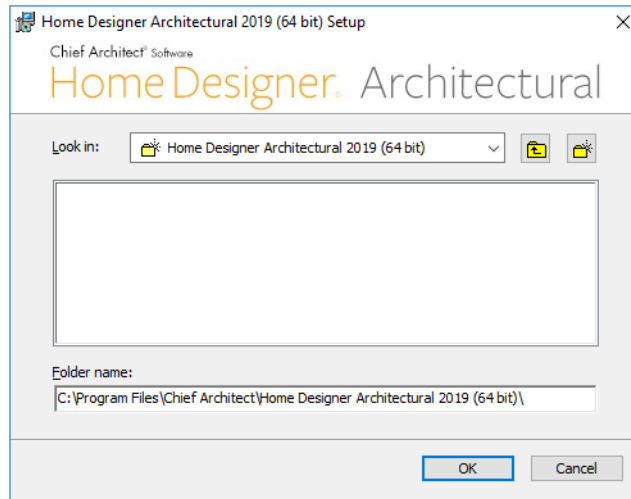 Home Designer Architectural 2019 (64 bit) Setup
Chief Architect® Software
Home Designer® Architectural
Look in:
Home Designer Architectural 2019 (64 bit)
Folder name:
C:\Program Files\Chief Architect\Home Designer Architectural 2019 (64 bit)\
OK
Cancel